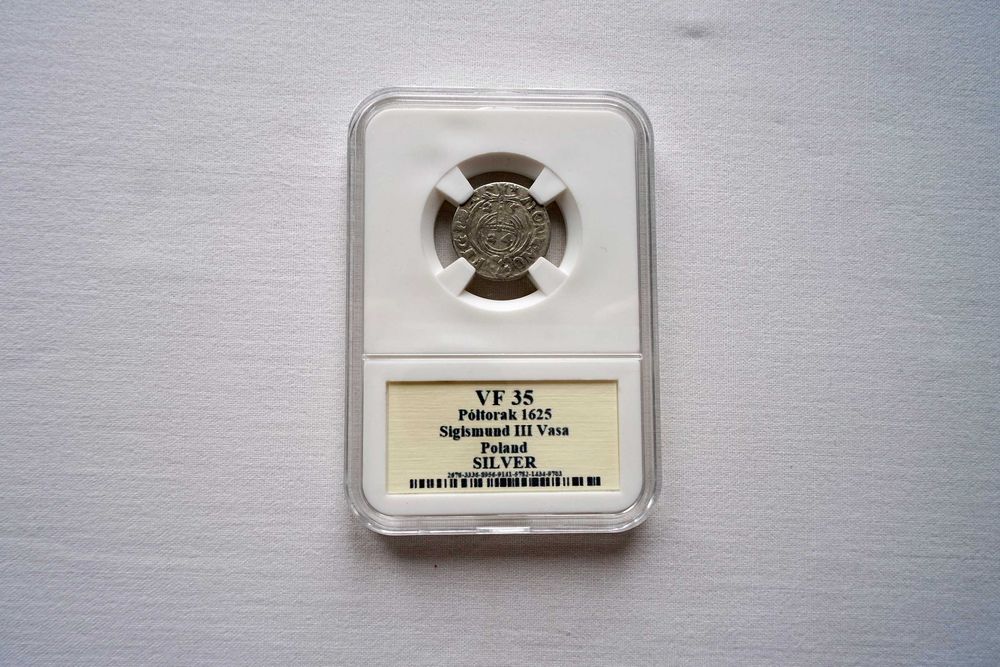 VF 35
Półtorak 1625
Sigismund III Vasa
Poland
SILVER